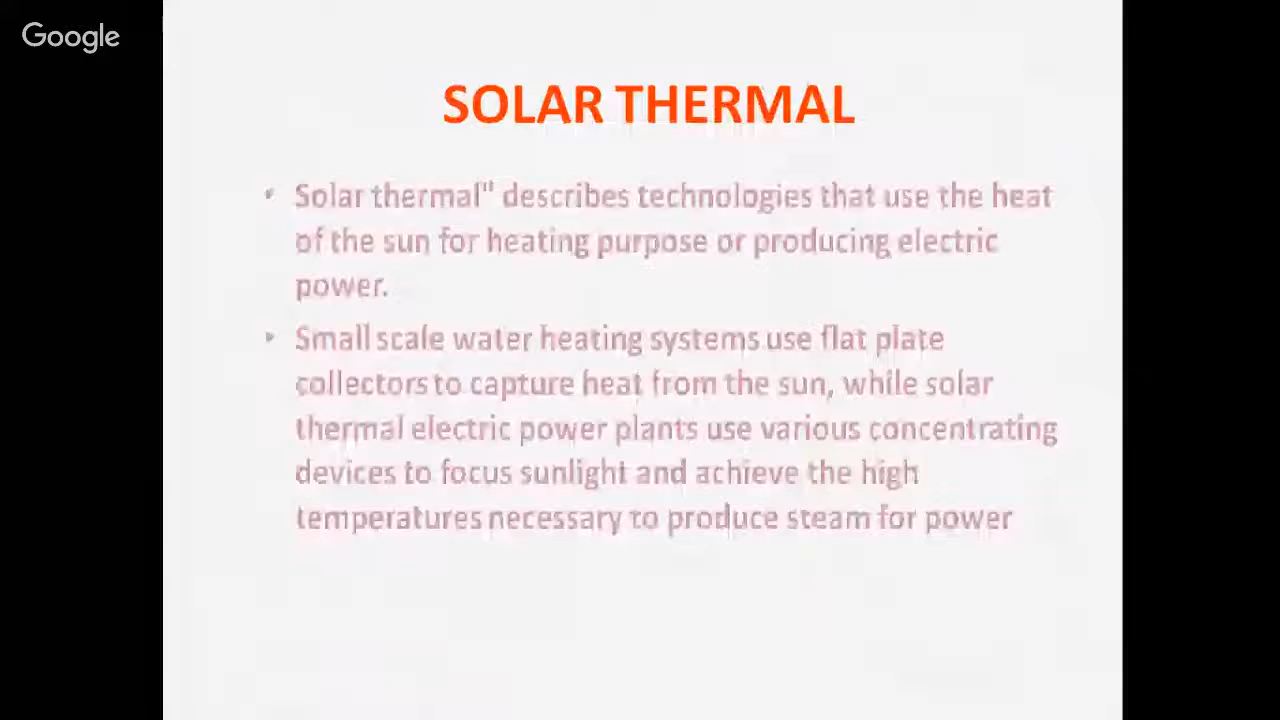 Google
SOLAR THERMAL
• Solar thermal" describes technologies that use the heat
of the sun for heating purpose or producing electric
power.
• Small scale water heating systems use flat plate
collectors to capture heat from the sun, while solar
thermal electric power plants use various concentrating
devices to focus sunlight and achieve the high
temperatures necessary to produce steam for power